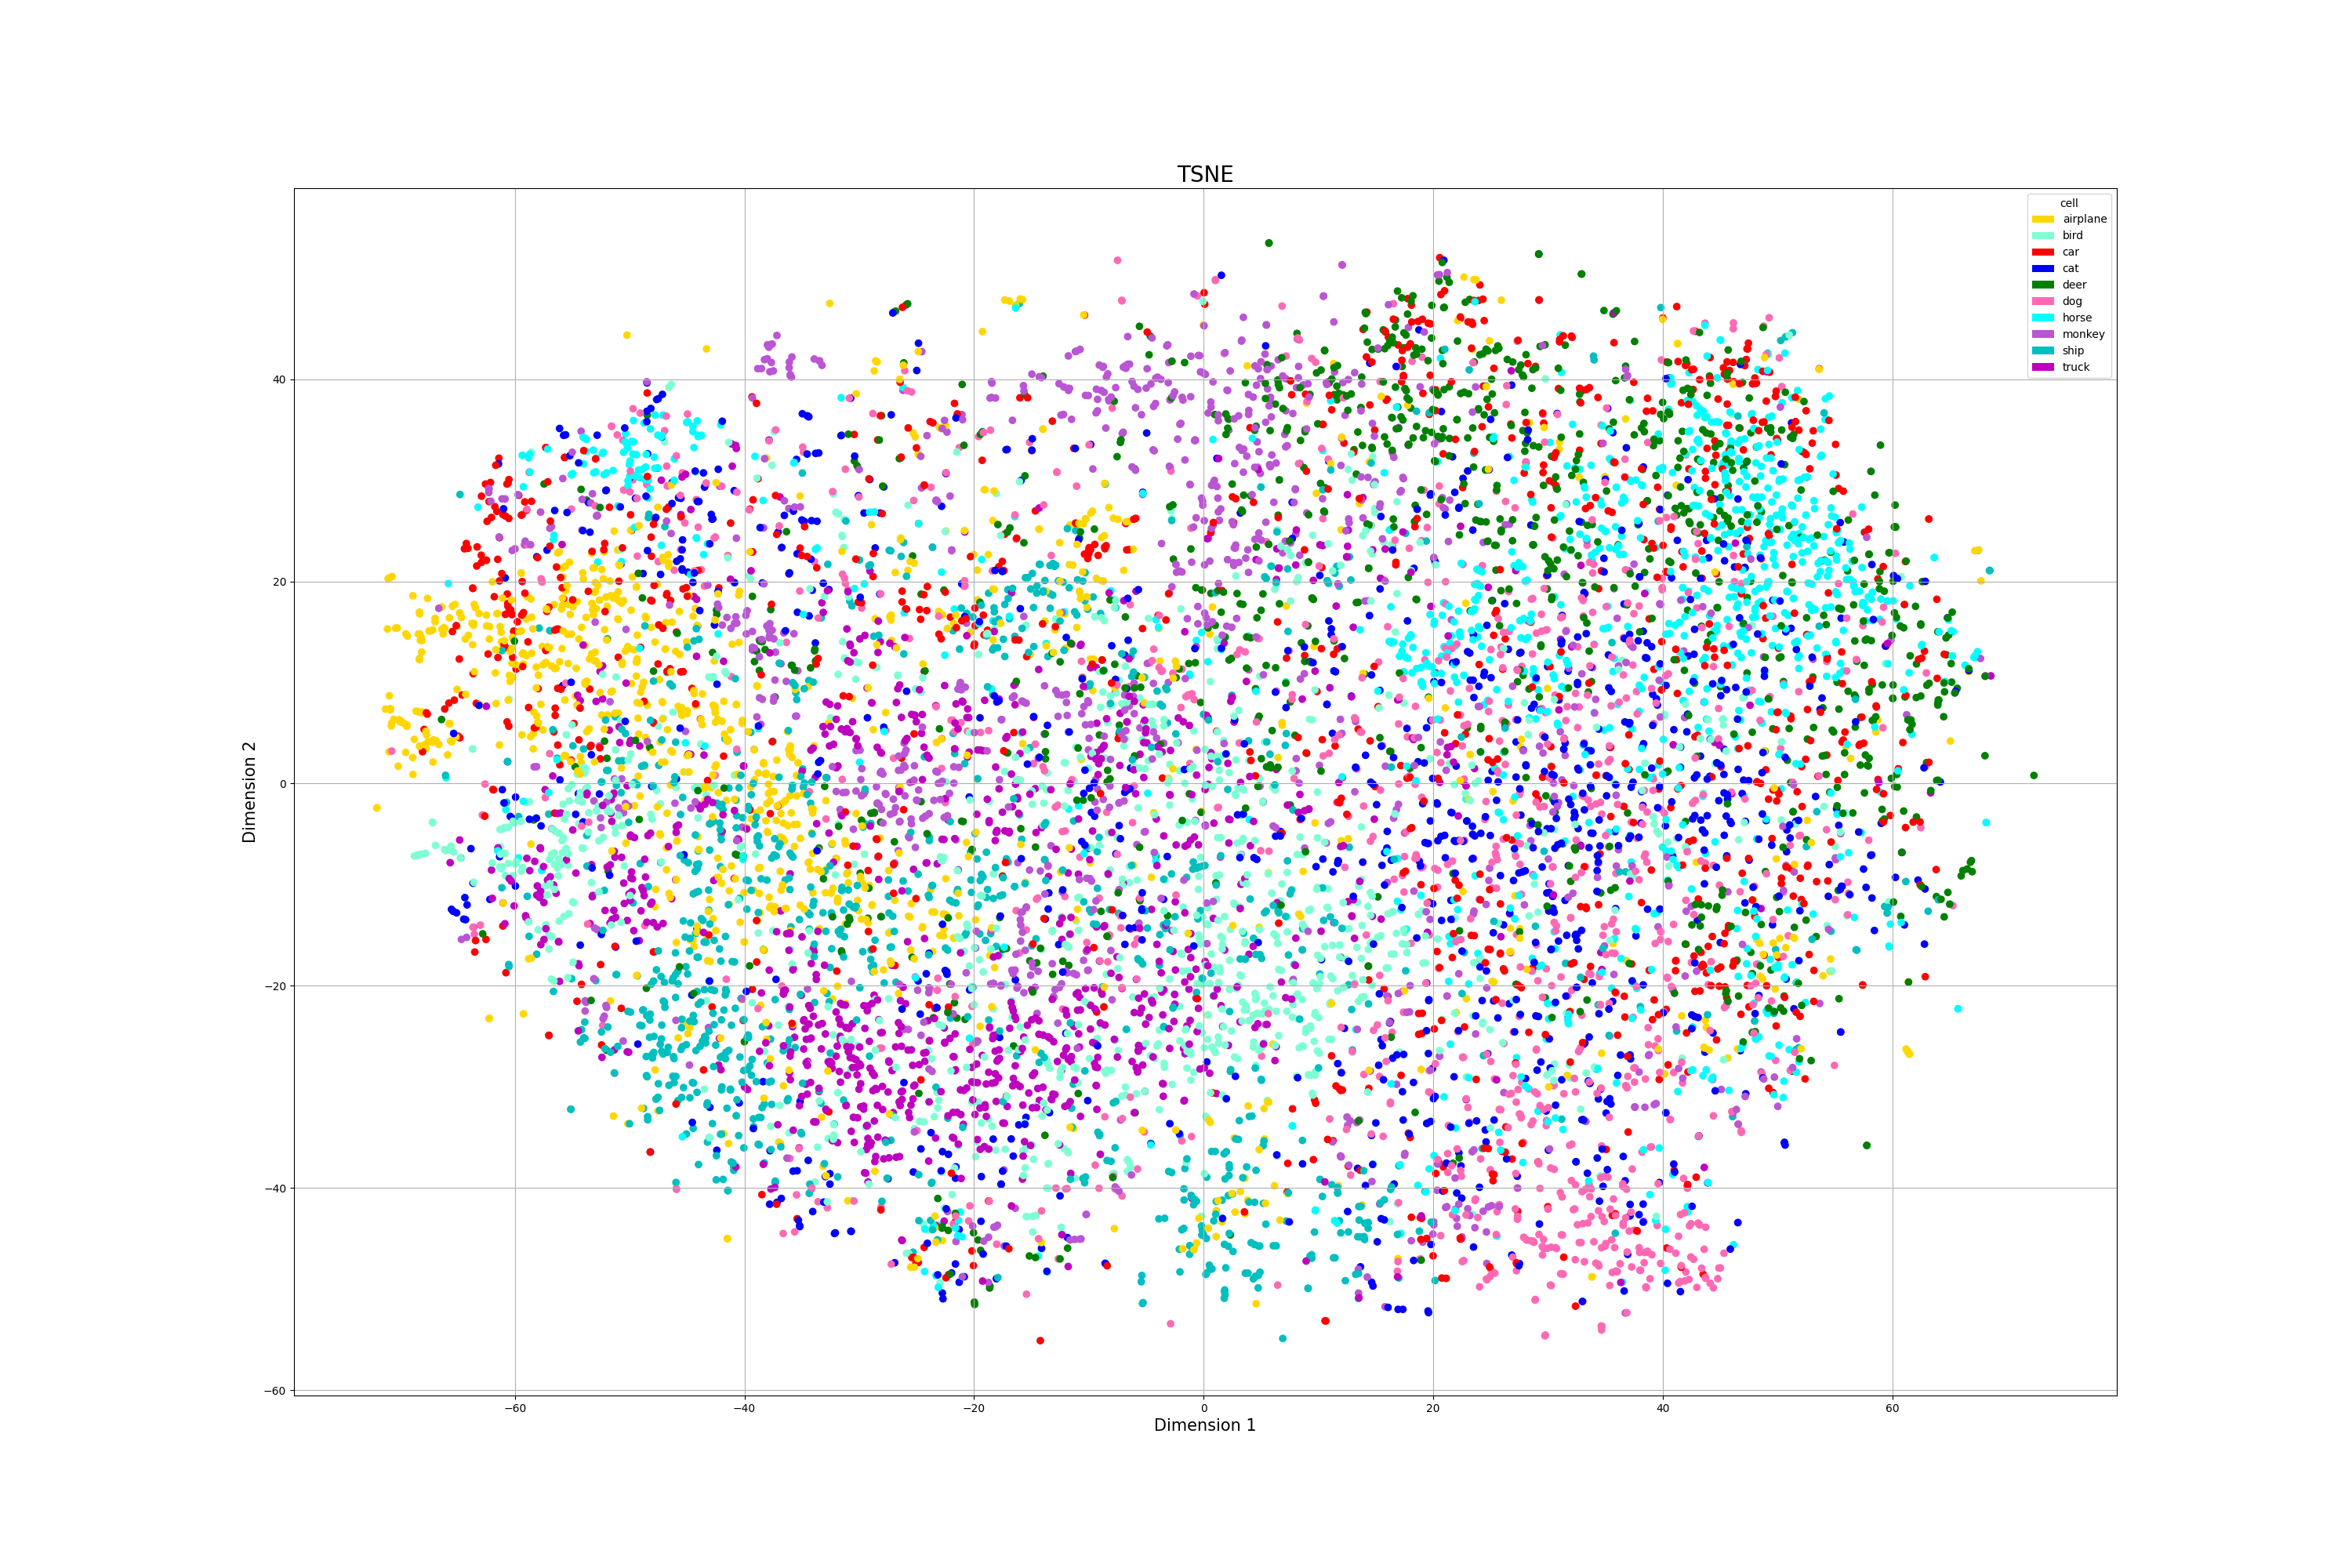 TSNE
cell
airplane
bird
car
cat
deer
dog
horse
monkey
ship
truck
40
20
0
−20
−40
−60
Dimension 2
−60
−40
−20
0
20
40
60
Dimension 1